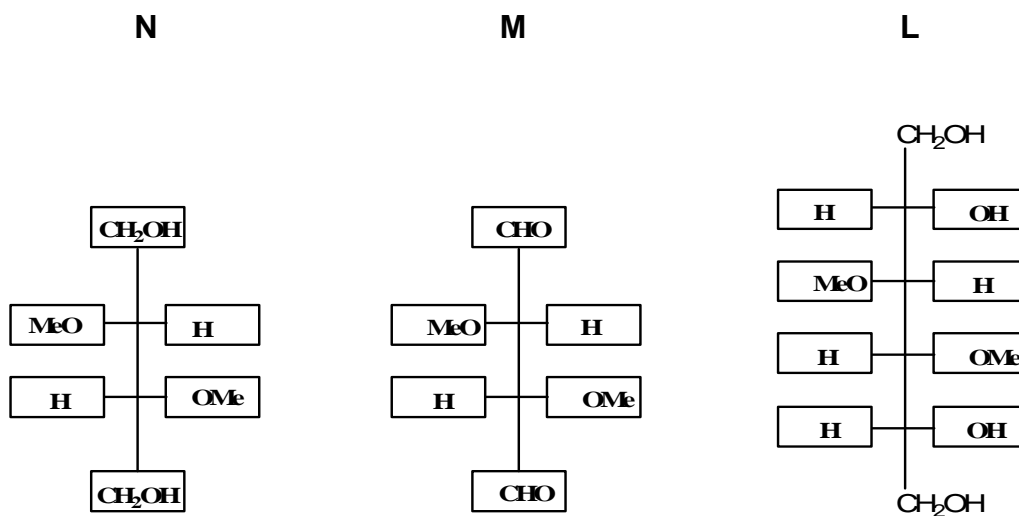 N M L
CH₂OH
H OH
CH₂OH CHO MeO H
MeO H MeO H H OMe
H OMe H OMe H OH
CH₂OH CHO CH₂OH